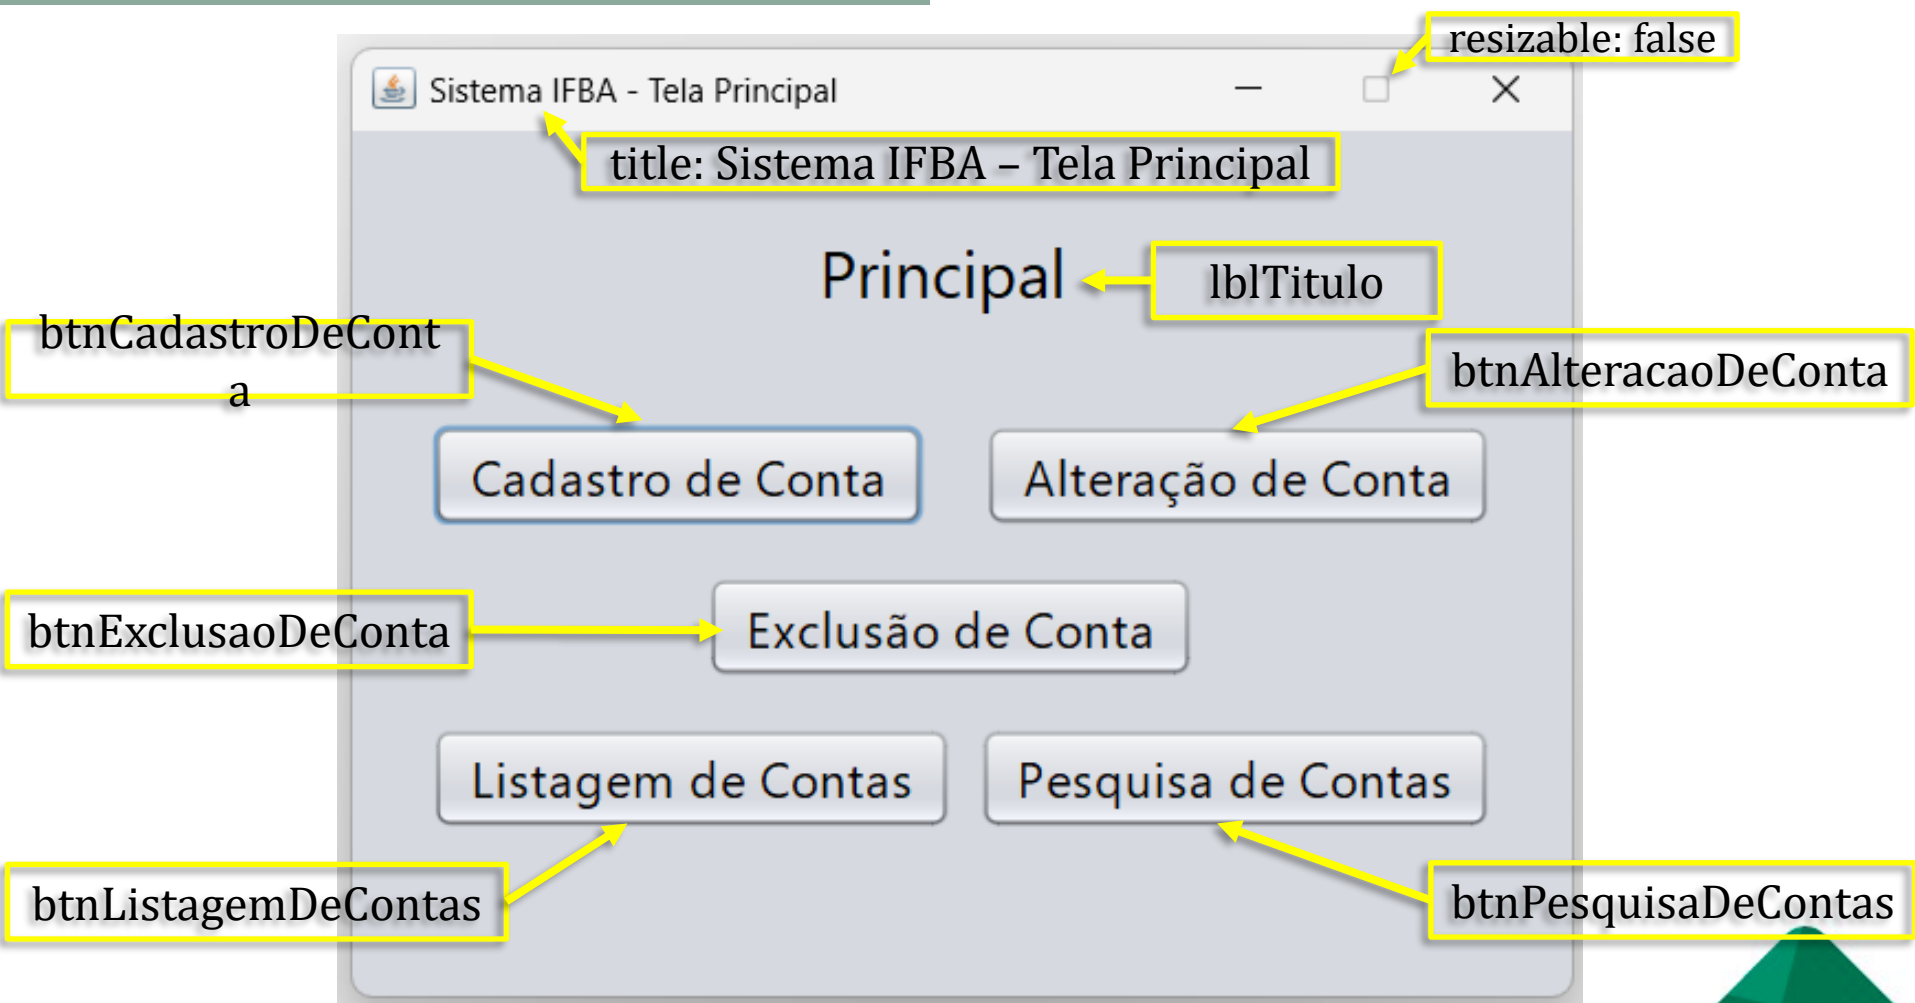 resizable: false
Sistema IFBA - Tela Principal
title: Sistema IFBA – Tela Principal
Principal
lblTitulo
btnCadastroDeCont
a
btnAlteracaoDeConta
Cadastro de Conta
Alteração de Conta
btnExclusaoDeConta
Exclusão de Conta
Listagem de Contas
Pesquisa de Contas
btnListagemDeContas
btnPesquisaDeContas